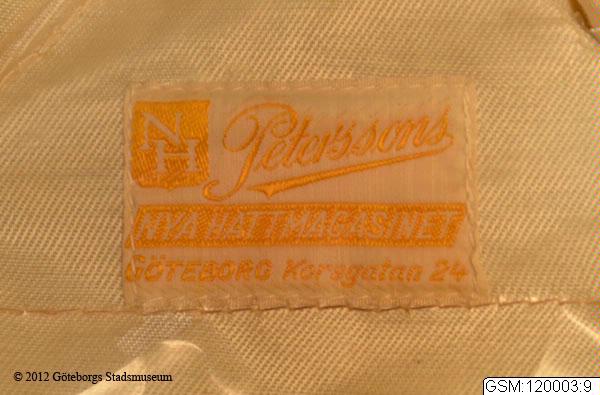 NH
Peterssons
NYA HATTMAGASINET
GÖTEBORG Korsgatan 24
© 2012 Göteborgs Stadsmuseum
GSM:120003:9